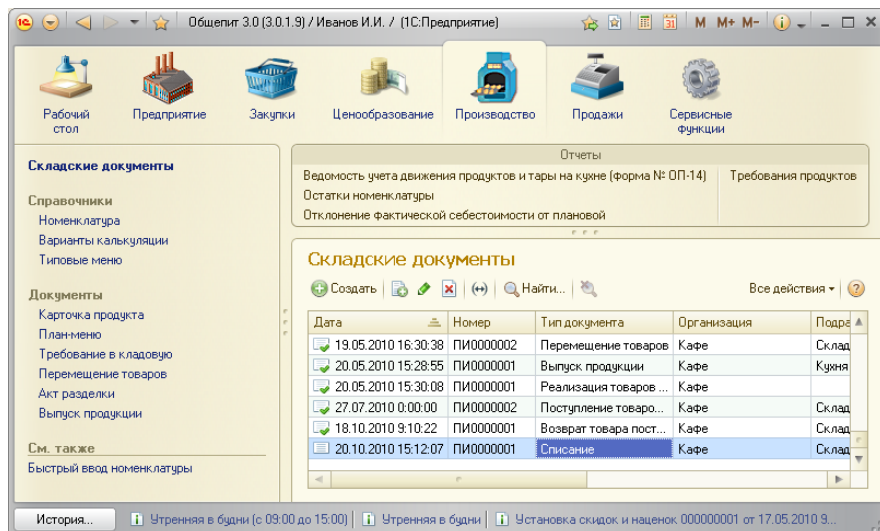 Общепит 3.0 (3.0.1.9) / Иванов И.И. / (1С:Предприятие)
M M+ M-
Рабочий стол
Предприятие
Закупки
Ценообразование
Производство
Продажи
Сервисные функции
Складские документы
Справочники
Номенклатура
Варианты калькуляции
Типовые меню
Документы
Карточка продукта
План-меню
Требование в кладовую
Перемещение товаров
Акт разделки
Выпуск продукции
См. также
Быстрый ввод номенклатуры
Отчеты
Ведомость учета движения продуктов и тары на кухне (форма № ОП-14) Требования продуктов
Остатки номенклатуры
Отклонение фактической себестоимости от плановой
Складские документы
Создать Найти... Все действия
Дата Номер Тип документа Организация Подра
19.05.2010 16:30:38 ПИ0000002 Перемещение товаров Кафе Склад
20.05.2010 15:28:55 ПИ0000001 Выпуск продукции Кафе Кухня
20.05.2010 15:30:08 ПИ0000001 Реализация товаров ... Кафе
27.07.2010 0:00:00 ПИ0000002 Поступление товаро... Кафе Склад
18.10.2010 9:10:22 ПИ0000001 Возврат товара пост... Кафе Склад
20.10.2010 15:12:07 ПИ0000001 Списание Кафе Склад
История... Утренняя в будни (с 09:00 до 15:00) Утренняя в будни Установка скидок и наценок 000000001 от 17.05.2010 9...